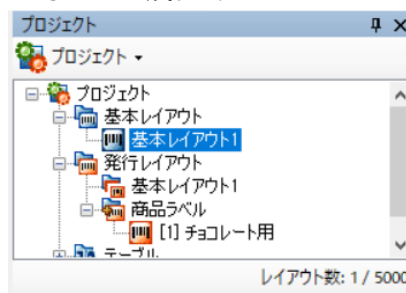 プロジェクト
プロジェクト
プロジェクト
基本レイアウト
基本レイアウト1
発行レイアウト
基本レイアウト1
商品ラベル
[1] チョコレート用
テーブル
レイアウト数: 1 / 5000